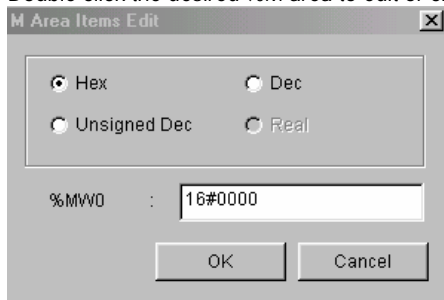 M Area Items Edit
Hex Dec
Unsigned Dec Real
%MW0 : 16#0000
OK Cancel